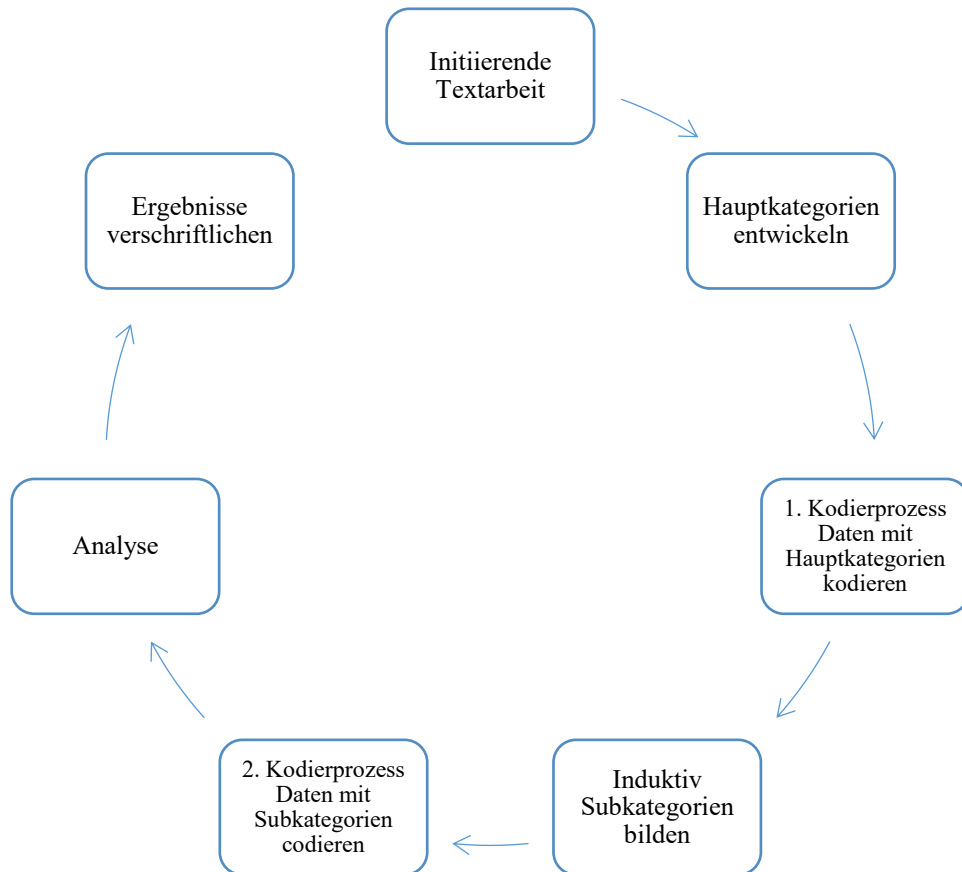 Initiierende
Textarbeit
Hauptkategorien
entwickeln
1. Kodierprozess
Daten mit
Hauptkategorien
kodieren
Induktiv
Subkategorien
bilden
2. Kodierprozess
Daten mit
Subkategorien
codieren
Analyse
Ergebnisse
verschriftlichen